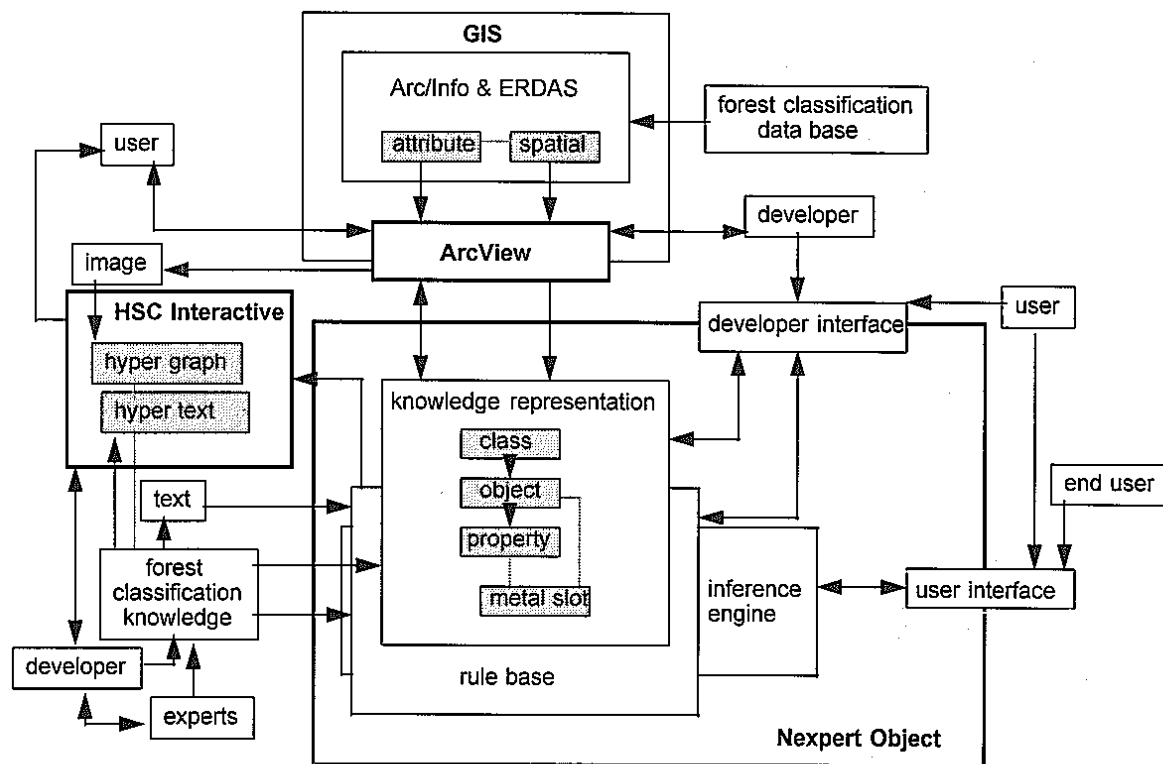 GIS
Arc/Info & ERDAS
attribute
spatial
forest classification
data base
user
developer
ArcView
image
HSC Interactive
hyper graph
hyper text
developer interface
user
knowledge representation
class
object
property
metal slot
text
end user
forest
classification
knowledge
inference
engine
user interface
developer
experts
rule base
Nexpert Object